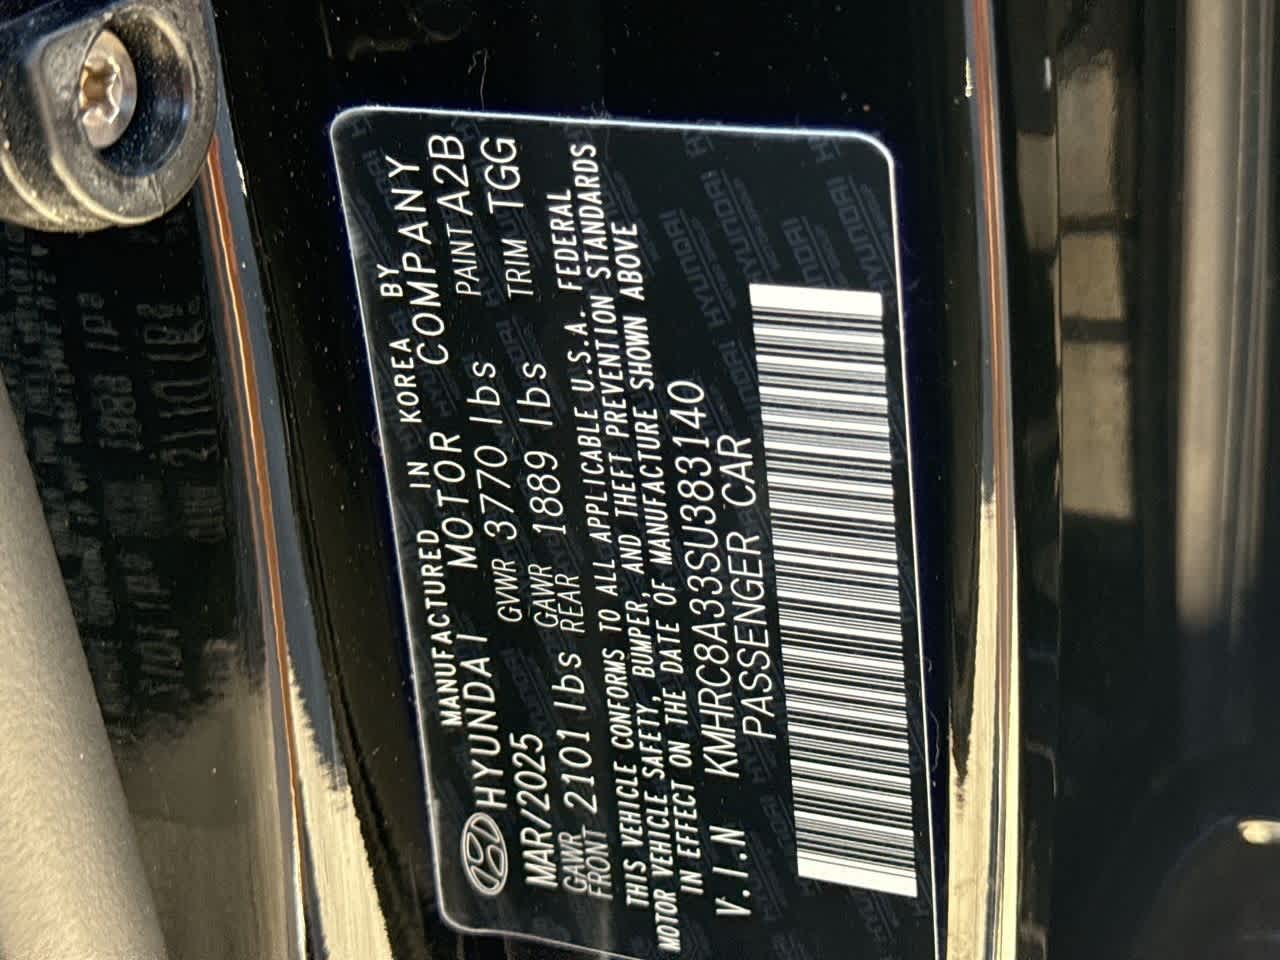 MANUFACTURED IN KOREA BY
HYUNDAI MOTOR COMPANY
MAR/2025 GVWR 3770 lbs PAINT A2B
GAWR FRONT 2101 lbs GAWR REAR 1889 lbs TRIM TGG
THIS VEHICLE CONFORMS TO ALL APPLICABLE U.S.A. FEDERAL
MOTOR VEHICLE SAFETY, BUMPER, AND THEFT PREVENTION STANDARDS
IN EFFECT ON THE DATE OF MANUFACTURE SHOWN ABOVE
V.I.N KMHRC8A33SU383140
PASSENGER CAR